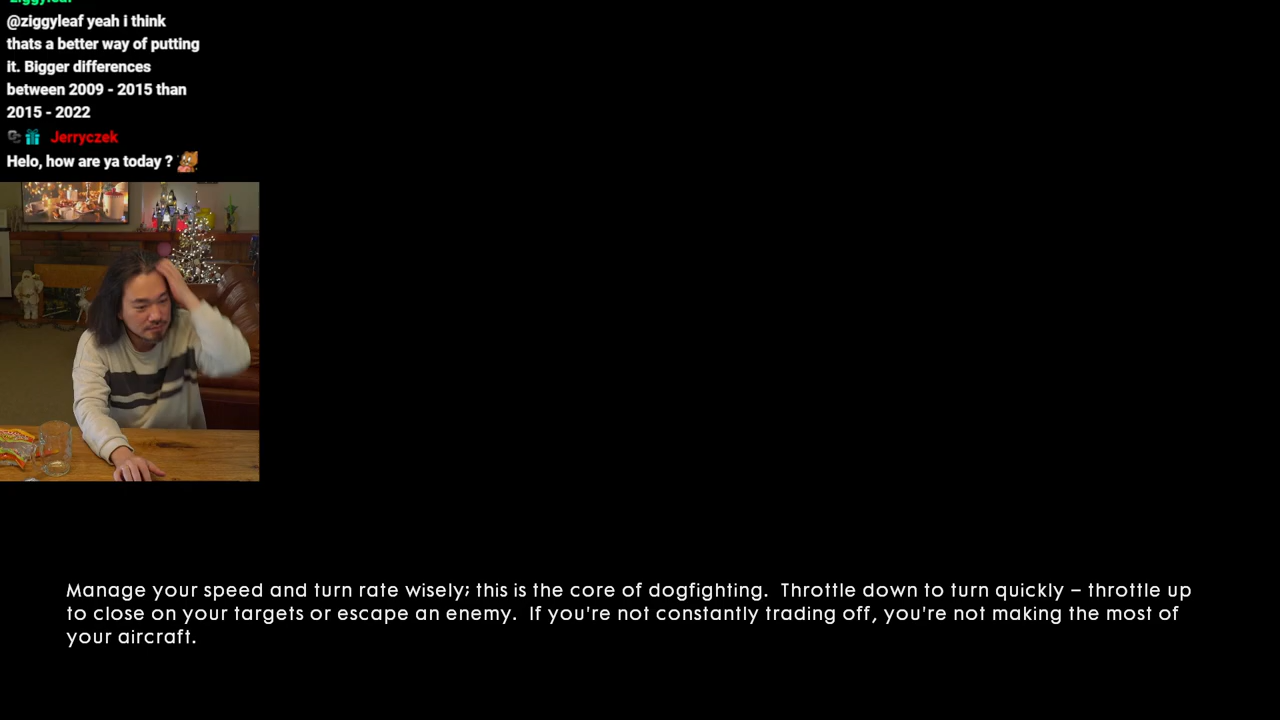 ziggyleaf
@ziggyleaf yeah i think
thats a better way of putting
it. Bigger differences
between 2009 - 2015 than
2015 - 2022
Jerryczek
Helo, how are ya today ?
Manage your speed and turn rate wisely; this is the core of dogfighting.  Throttle down to turn quickly – throttle up
to close on your targets or escape an enemy.  If you're not constantly trading off, you're not making the most of
your aircraft.